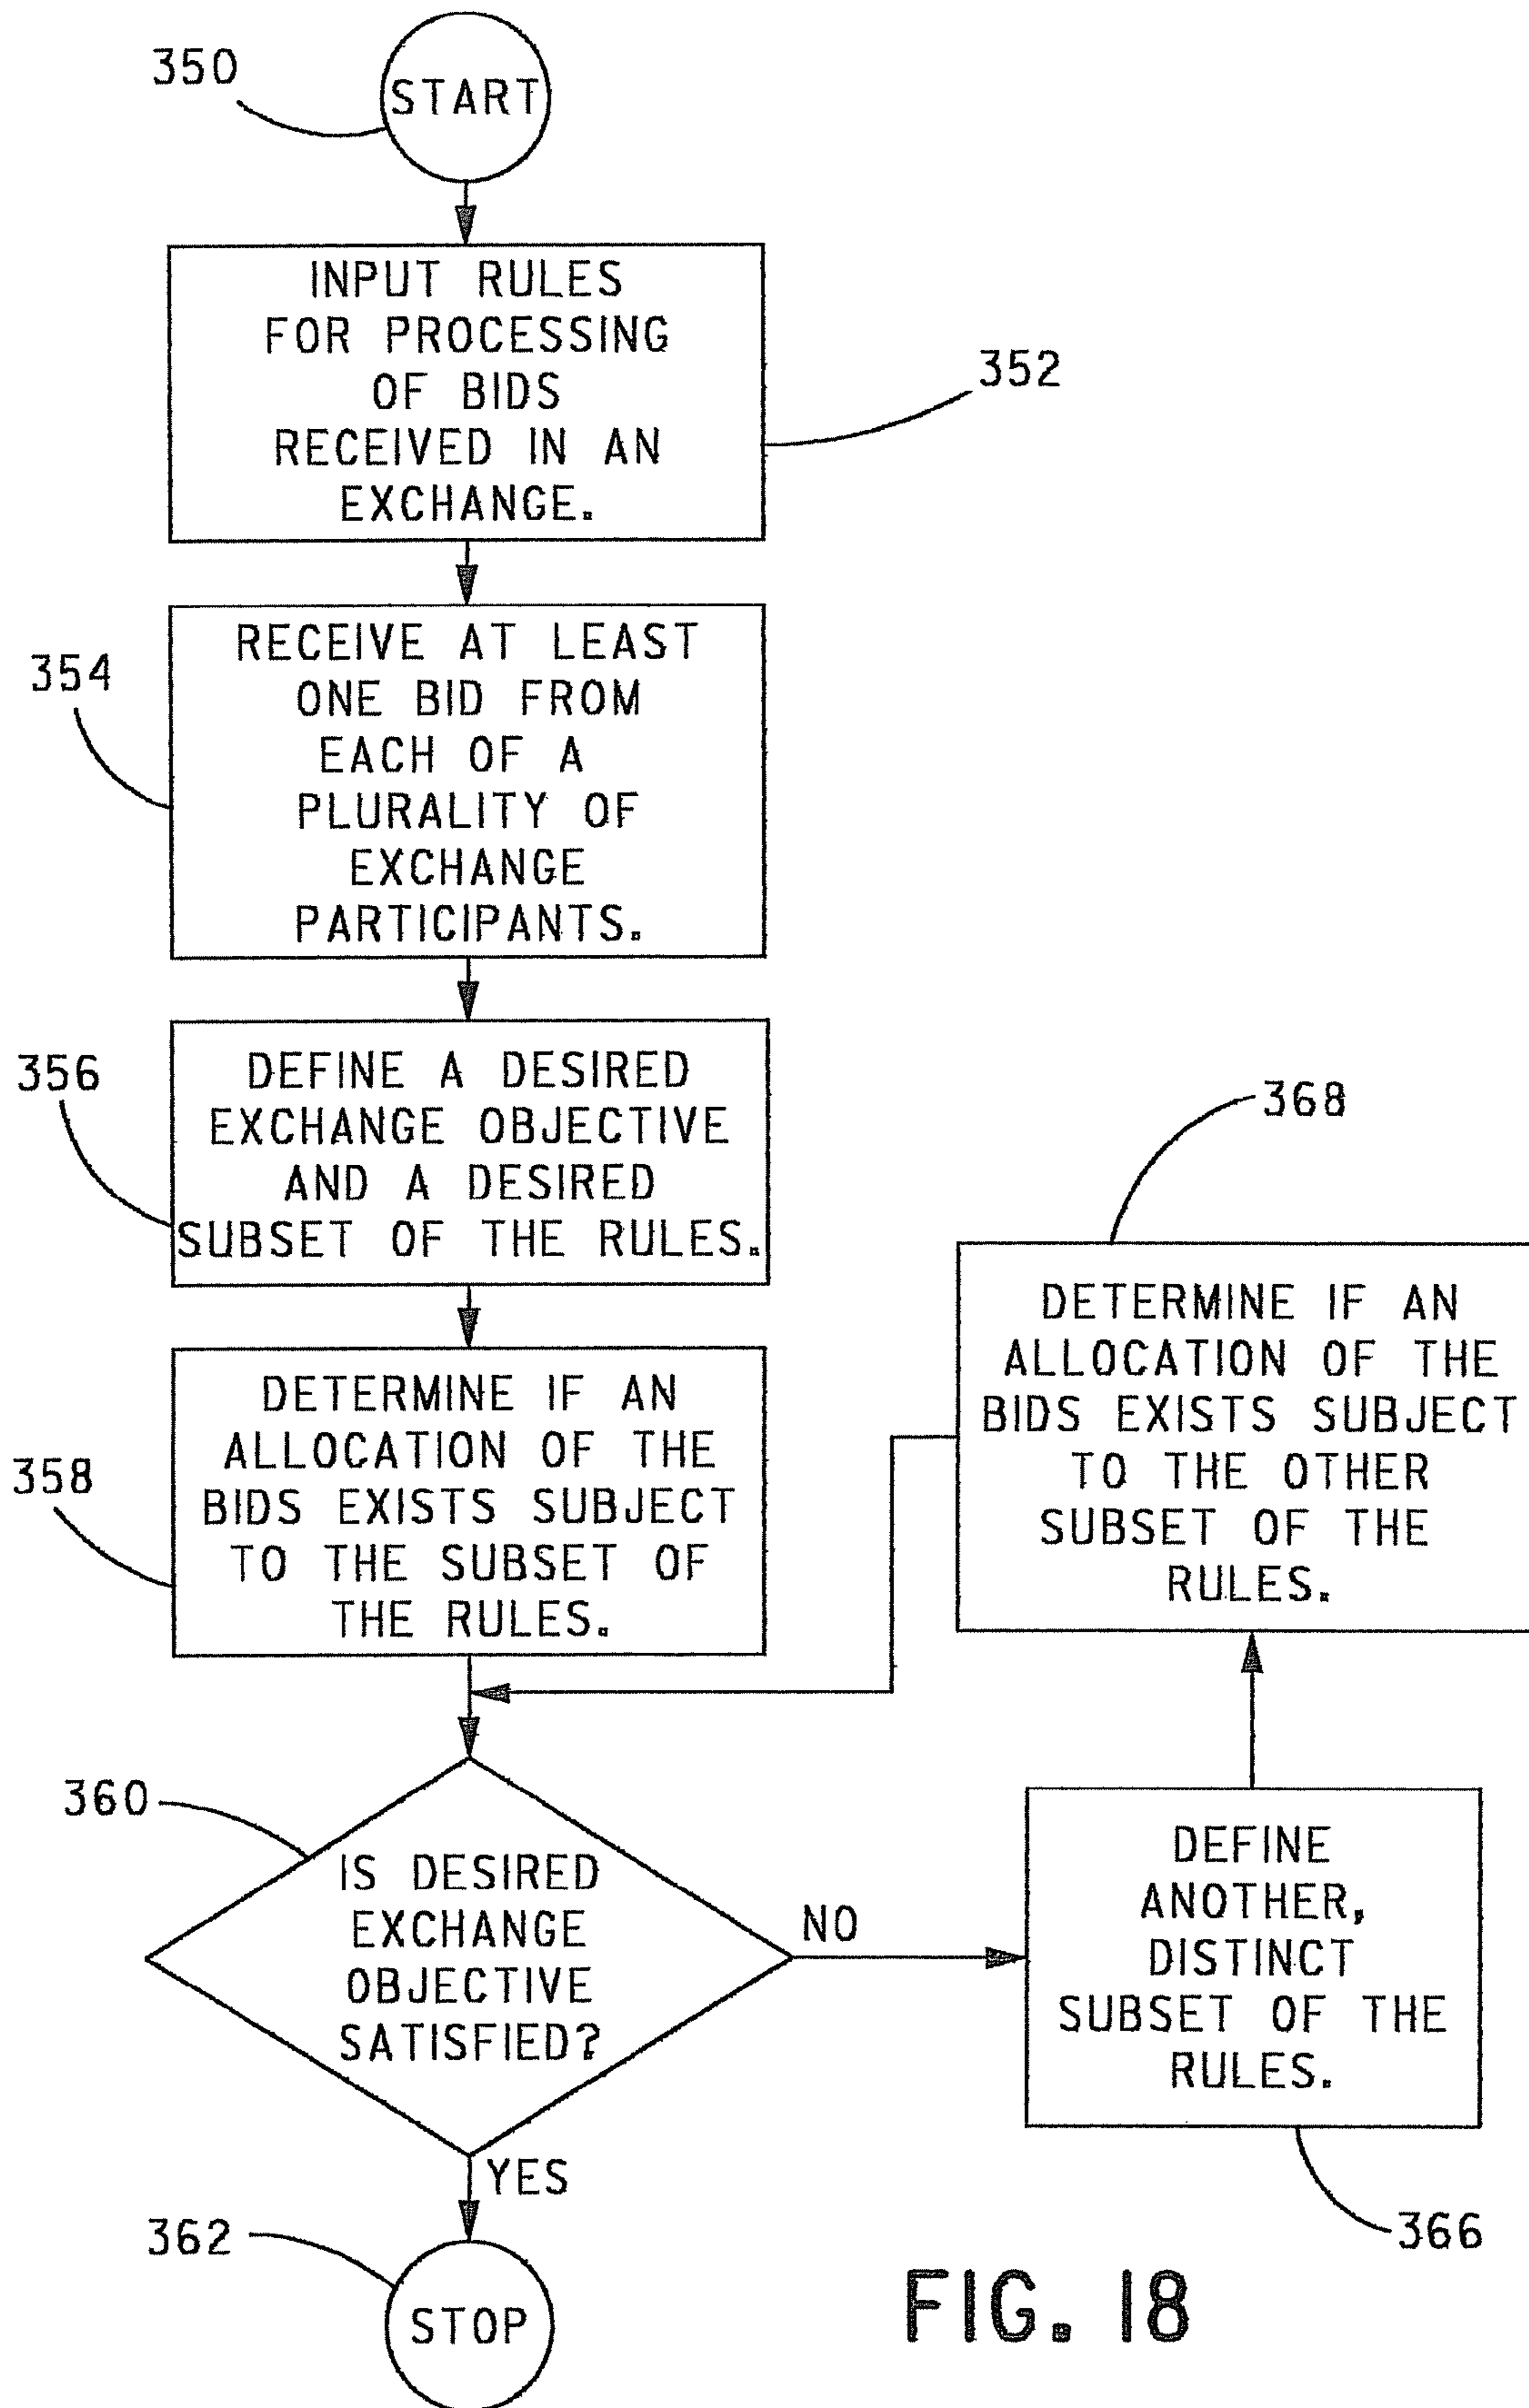 350
START
INPUT RULES
FOR PROCESSING
OF BIDS
RECEIVED IN AN
EXCHANGE.
352
RECEIVE AT LEAST
ONE BID FROM
EACH OF A
PLURALITY OF
EXCHANGE
PARTICIPANTS.
354
DEFINE A DESIRED
EXCHANGE OBJECTIVE
AND A DESIRED
SUBSET OF THE RULES.
356
DETERMINE IF AN
ALLOCATION OF THE
BIDS EXISTS SUBJECT
TO THE SUBSET OF
THE RULES.
358
360
IS DESIRED
EXCHANGE
OBJECTIVE
SATISFIED?
NO
YES
362
STOP
DEFINE
ANOTHER,
DISTINCT
SUBSET OF THE
RULES.
366
368
DETERMINE IF AN
ALLOCATION OF THE
BIDS EXISTS SUBJECT
TO THE OTHER
SUBSET OF THE
RULES.
FIG. 18